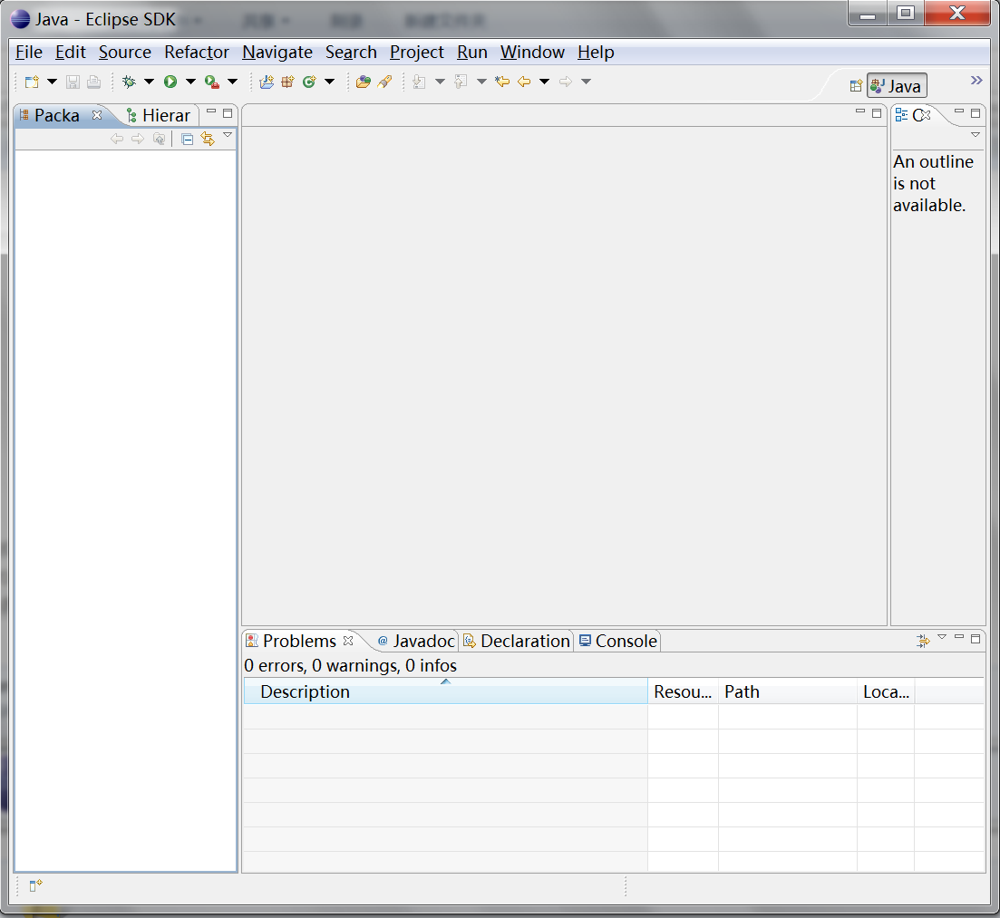 Java - Eclipse SDK
File Edit Source Refactor Navigate Search Project Run Window Help
Java
Packa Hierar
An outline
is not
available.
Problems @ Javadoc Declaration Console
0 errors, 0 warnings, 0 infos
Description Resou... Path Loca...